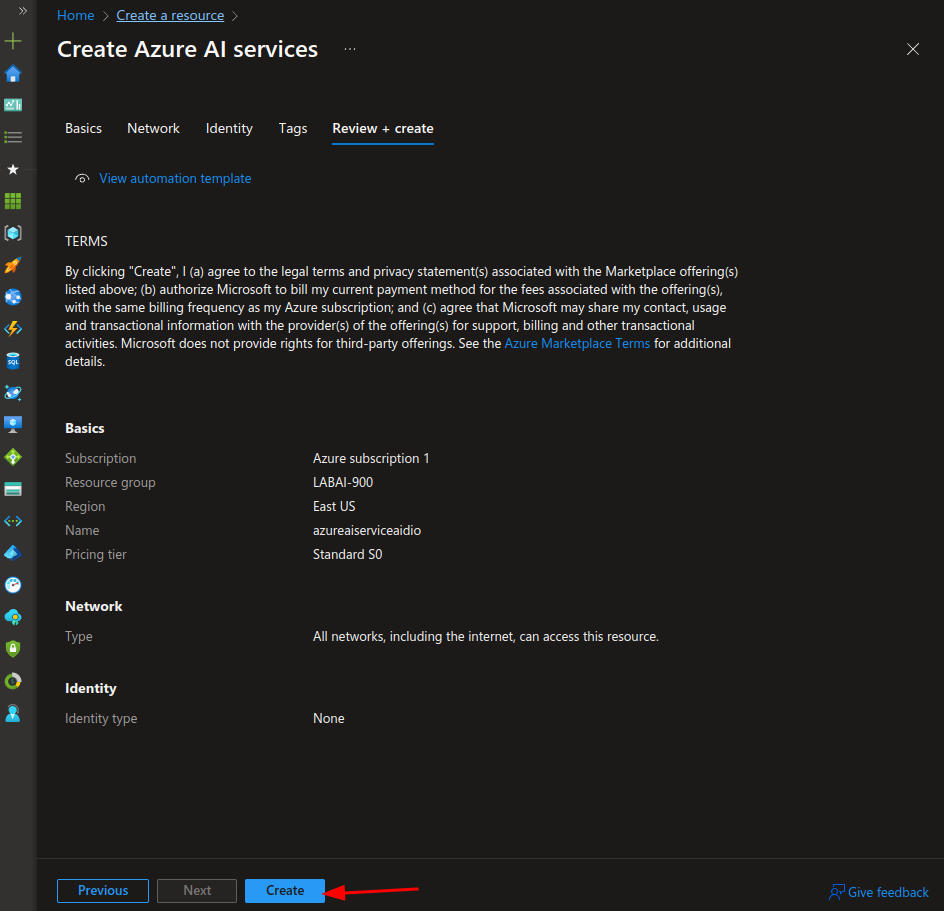 Home > Create a resource >
Create Azure AI services ...
Basics Network Identity Tags Review + create
View automation template
TERMS
By clicking "Create", I (a) agree to the legal terms and privacy statement(s) associated with the Marketplace offering(s)
listed above; (b) authorize Microsoft to bill my current payment method for the fees associated with the offering(s),
with the same billing frequency as my Azure subscription; and (c) agree that Microsoft may share my contact, usage
and transactional information with the provider(s) of the offering(s) for support, billing and other transactional
activities. Microsoft does not provide rights for third-party offerings. See the Azure Marketplace Terms for additional
details.
Basics
Subscription Azure subscription 1
Resource group LABAI-900
Region East US
Name azureaiserviceaidio
Pricing tier Standard S0
Network
Type All networks, including the internet, can access this resource.
Identity
Identity type None
Previous Next Create Give feedback